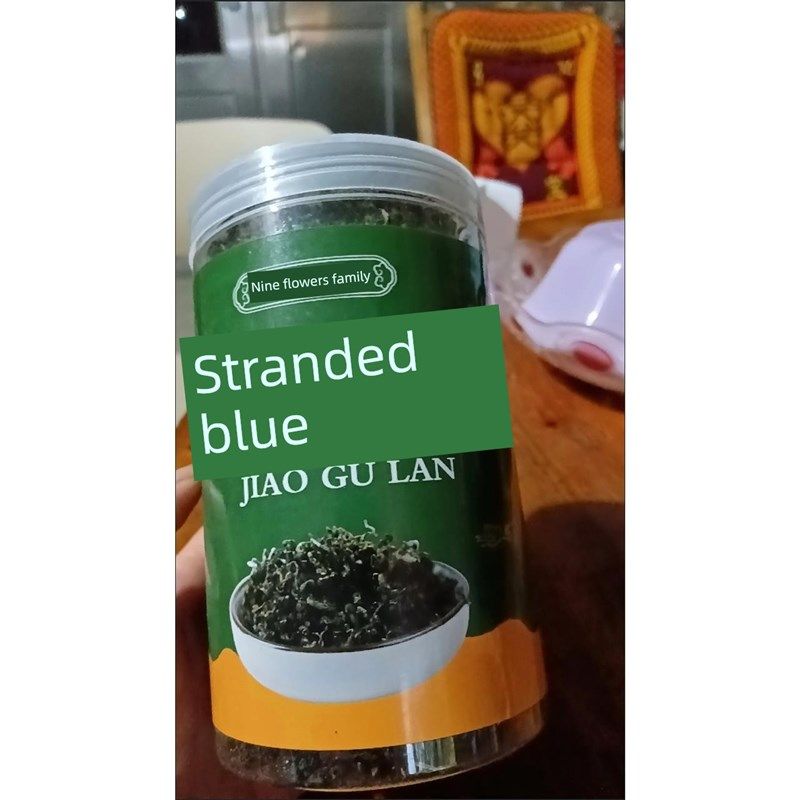 Nine flowers family
Stranded
blue
JIAO GU LAN